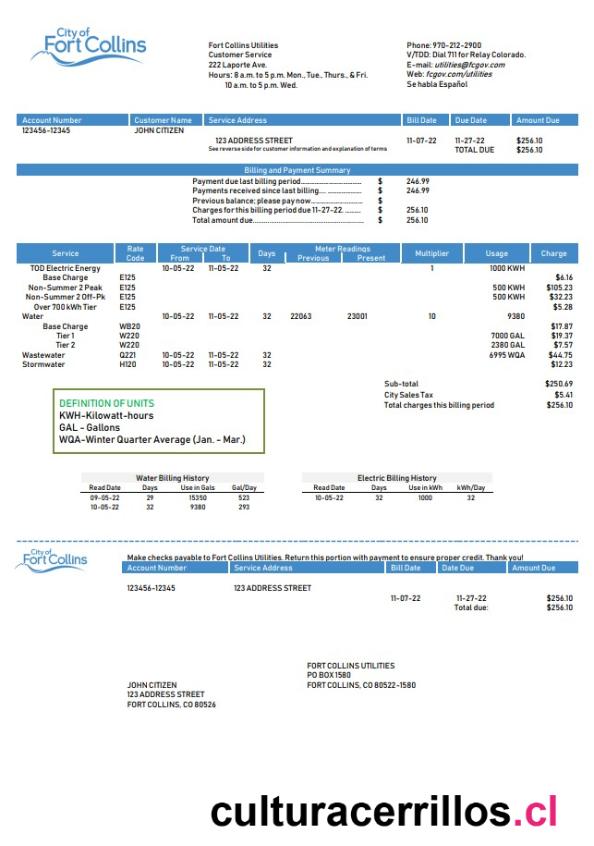 City of
Fort Collins
Fort Collins Utilities
Customer Service
222 Laporte Ave.
Hours: 8 a.m. to 5 p.m. Mon., Tue., Thurs., & Fri.
10 a.m. to 5 p.m. Wed.
Phone: 970-212-2900
V/TDD: Dial 711 for Relay Colorado.
E-mail: utilities@fcgov.com
Web: fcgov.com/utilities
Se habla Español
Account Number Customer Name Service Address Bill Date Due Date Amount Due
123456-12345 JOHN CITIZEN
123 ADDRESS STREET 11-07-22 11-27-22 $256.10
See reverse side for customer information and explanation of terms TOTAL DUE $256.10
Billing and Payment Summary
Payment due last billing period.................................... $ 246.99
Payments received since last billing.... ......................... $ 246.99
Previous balance; please pay now........................... $
Charges for this billing period due 11-27-22. ......... $ 256.10
Total amount due..................................................... $ 256.10
Service Rate Code Service Date From To Days Meter Readings Previous Present Multiplier Usage Charge
TOD Electric Energy 10-05-22 11-05-22 32 1 1000 KWH
Base Charge E125 $6.16
Non-Summer 2 Peak E125 500 KWH $105.23
Non-Summer 2 Off-Pk E125 500 KWH $32.23
Over 700 kWh Tier E125 $5.28
Water 10-05-22 11-05-22 32 22063 23001 10 9380
Base Charge WB20 $17.87
Tier 1 W220 7000 GAL $19.37
Tier 2 W220 2380 GAL $7.57
Wastewater Q221 10-05-22 11-05-22 32 6995 WQA $44.75
Stormwater H120 10-05-22 11-05-22 32 $12.23
Sub-total $250.69
City Sales Tax $5.41
Total charges this billing period $256.10
DEFINITION OF UNITS
KWH-Kilowatt-hours
GAL - Gallons
WQA-Winter Quarter Average (Jan. - Mar.)
Water Billing History
Read Date Days Use in Gals Gal/Day
09-05-22 29 15350 523
10-05-22 32 9380 293
Electric Billing History
Read Date Days Use in kWh kWh/Day
10-05-22 32 1000 32
City of
Fort Collins
Make checks payable to Fort Collins Utilities. Return this portion with payment to ensure proper credit. Thank you!
Account Number Service Address Bill Date Date Due Amount Due
123456-12345 123 ADDRESS STREET
11-07-22 11-27-22 $256.10
Total due: $256.10
FORT COLLINS UTILITIES
PO BOX 1580
FORT COLLINS, CO 80522-1580
JOHN CITIZEN
123 ADDRESS STREET
FORT COLLINS, CO 80526
culturacerrillos.cl